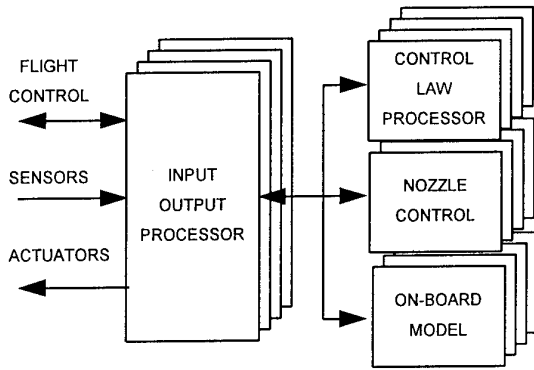 FLIGHT
CONTROL
SENSORS
ACTUATORS
INPUT
OUTPUT
PROCESSOR
CONTROL
LAW
PROCESSOR
NOZZLE
CONTROL
ON-BOARD
MODEL